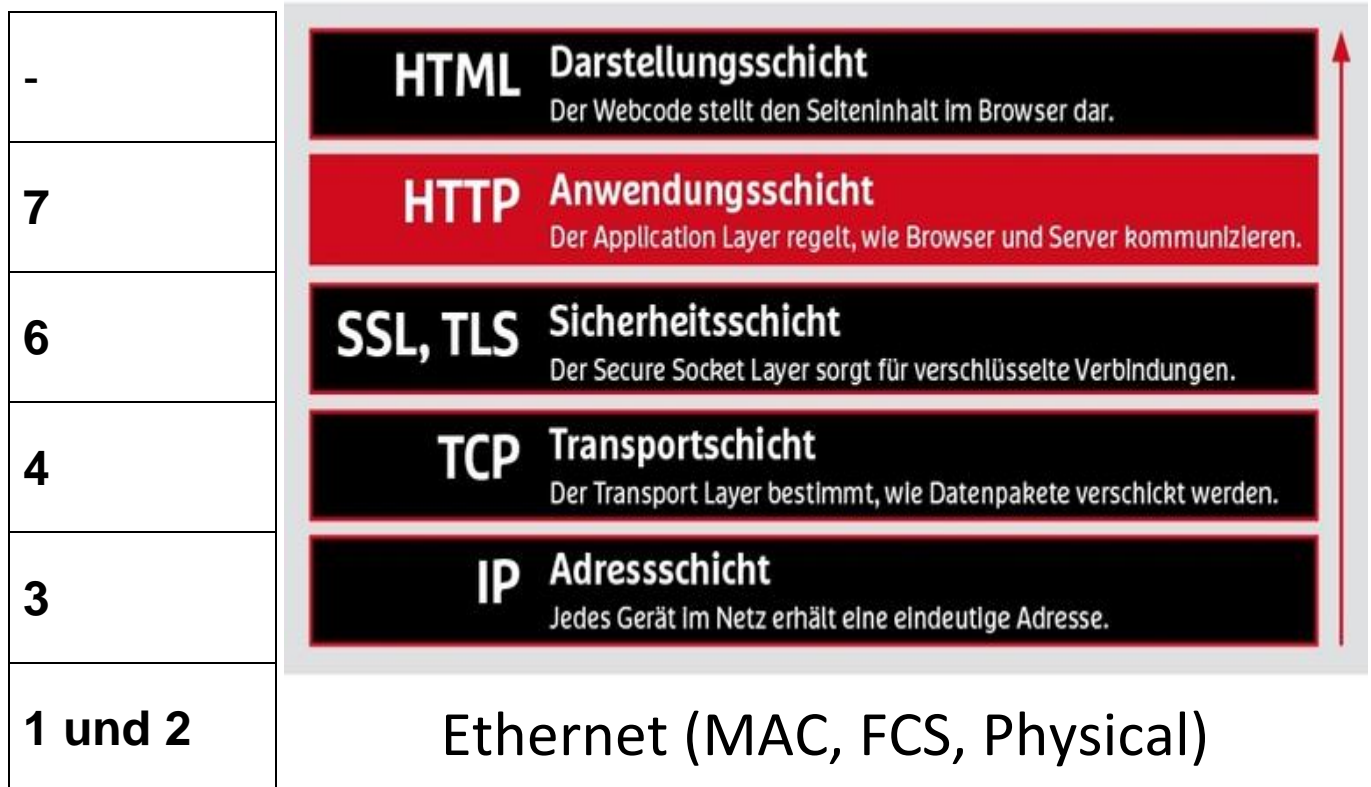 -
HTML Darstellungsschicht
Der Webcode stellt den Seiteninhalt im Browser dar.
7
HTTP Anwendungsschicht
Der Application Layer regelt, wie Browser und Server kommunizieren.
6
SSL, TLS Sicherheitsschicht
Der Secure Socket Layer sorgt für verschlüsselte Verbindungen.
4
TCP Transportschicht
Der Transport Layer bestimmt, wie Datenpakete verschickt werden.
3
IP Adressschicht
Jedes Gerät im Netz erhält eine eindeutige Adresse.
1 und 2
Ethernet (MAC, FCS, Physical)